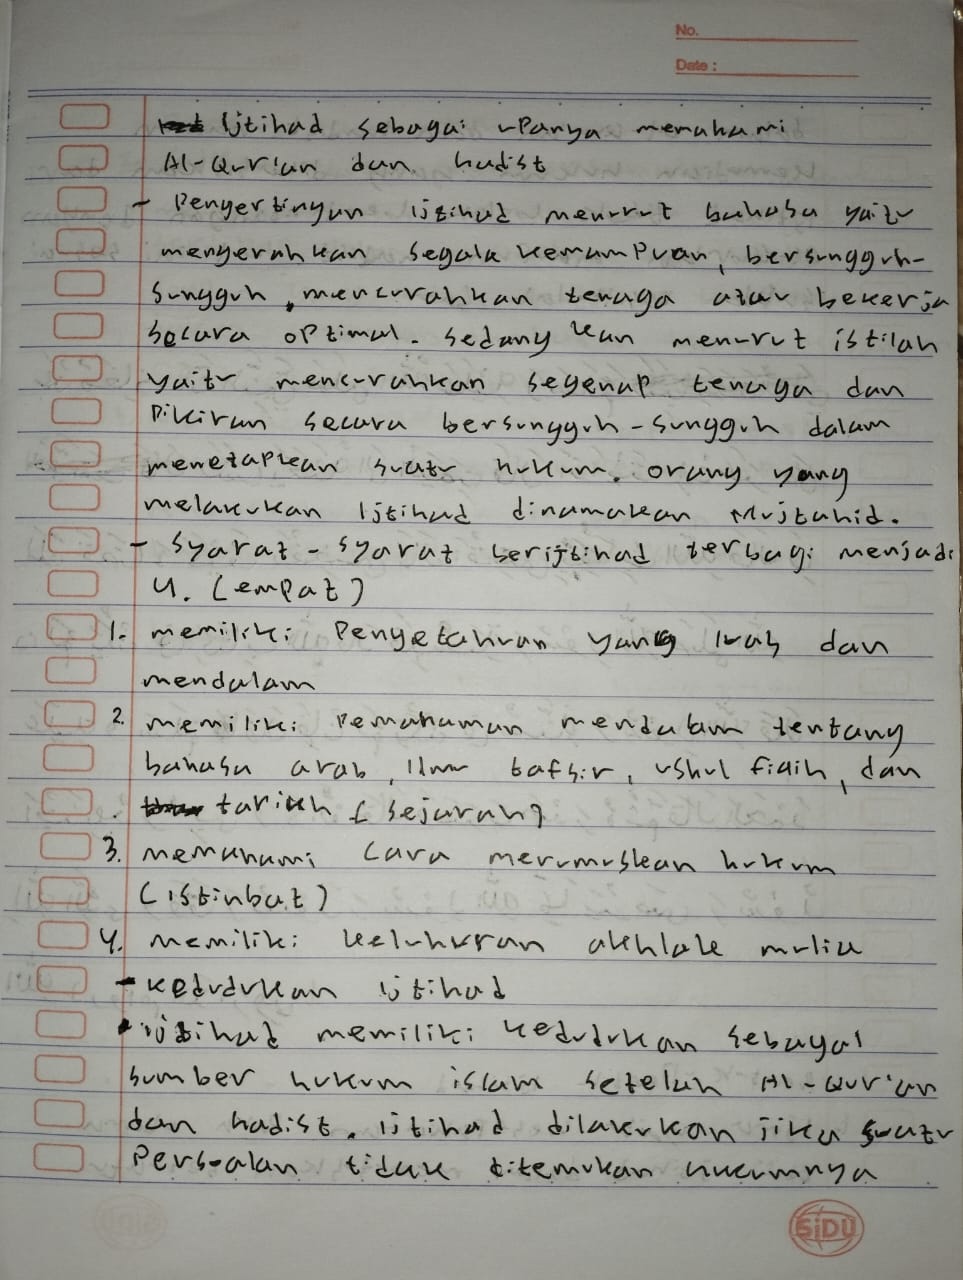 No.
Date :
Ijtihad sebagai upanya memahami
Al-Qur'an dan hadist
- Pengertingyan ijtihad menurut bahasa yaitu
mengerahkan segala kemampuan, bersunggguh-
sungguh, mencurahkan tenaga atau bekerja
secara optimal. Sedangkan menurut istilah
yaitu mencurahkan segenap tenaga dan
pikiran secara bersungguh-sungguh dalam
menetapkan suatu hukum. orang yang
melakukan Ijtihad dinamakan Mujtahid.
- Syarat-syarat berijtihad terbagi menjadi
4. (empat)
1. memiliki Pengetahuan yang luas dan
mendalam
2. memiliki Pemahaman mendalam tentang
bahasa arab, Ilmu tafsir, ushul fiqih, dan
tarikh (sejarah)
3. memahami cara merumuskan hukum
(istinbat)
4. memiliki keluhuran akhlak mulia
- kedudukan ijtihad
• ijtihad memiliki kedudukan sebagai
sumber hukum islam setelah Al-Qur'an
dan hadist. ijtihad dilakukan jika suatu
Persoalan tidak ditemukan hukumnya
SiDU